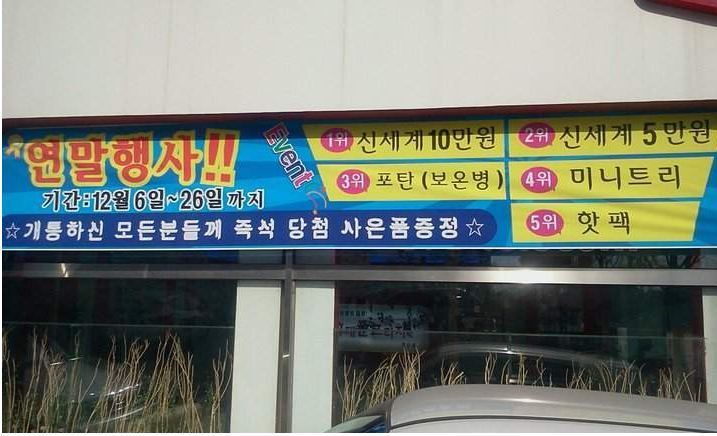 연말행사!!
기간:12월 6일~26일까지
☆개통하신 모든분들께 즉석 당첨 사은품증정☆
Event
1위 신세계10만원
2위 신세계 5만원
3위 포탄 (보온병)
4위 미니트리
5위 핫팩